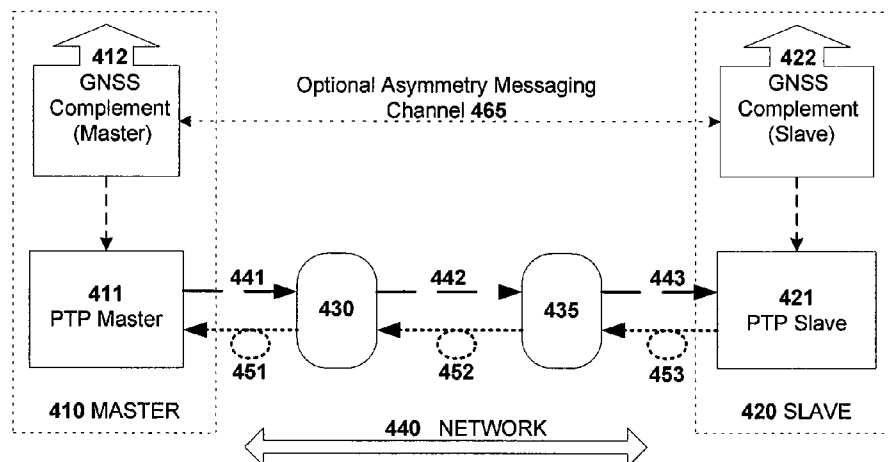 412
GNSS
Complement
(Master)
Optional Asymmetry Messaging
Channel 465
422
GNSS
Complement
(Slave)
411
PTP Master
441
430
442
435
443
421
PTP Slave
451
452
453
410 MASTER
440 NETWORK
420 SLAVE